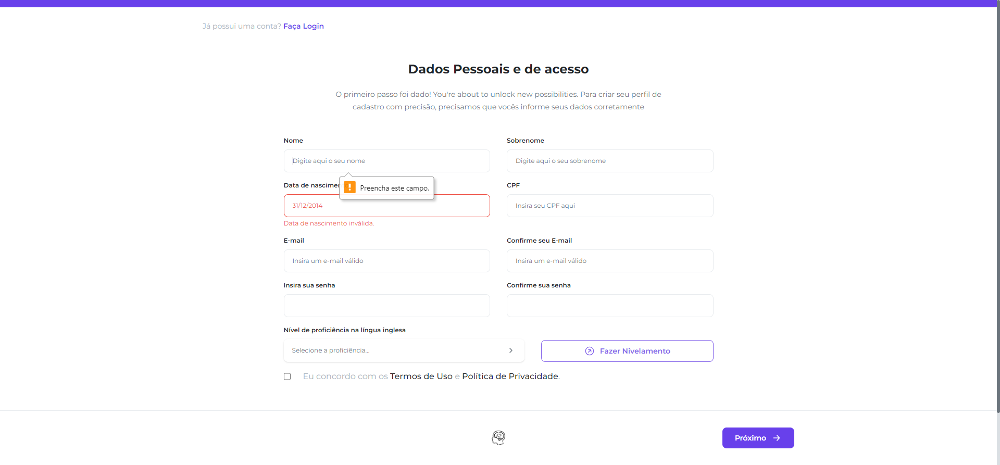 Já possui uma conta? Faça Login
Dados Pessoais e de acesso
O primeiro passo foi dado! You're about to unlock new possibilities. Para criar seu perfil de
cadastro com precisão, precisamos que vocês informe seus dados corretamente
Nome
Sobrenome
Digite aqui o seu nome
Digite aqui o seu sobrenome
Preencha este campo.
Data de nascimen
CPF
31/12/2014
Insira seu CPF aqui
Data de nascimento inválida.
E-mail
Confirme seu E-mail
Insira um e-mail válido
Insira um e-mail válido
Insira sua senha
Confirme sua senha
Nível de proficiência na língua inglesa
Selecione a proficiência...
Fazer Nivelamento
Eu concordo com os Termos de Uso e Política de Privacidade.
Próximo